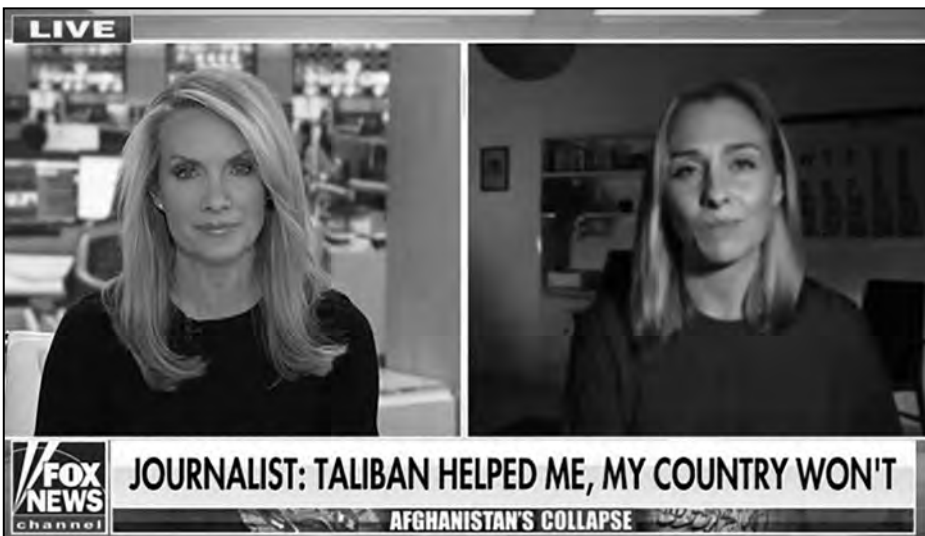 LIVE
FOX
NEWS
channel
JOURNALIST: TALIBAN HELPED ME, MY COUNTRY WON'T
AFGHANISTAN'S COLLAPSE